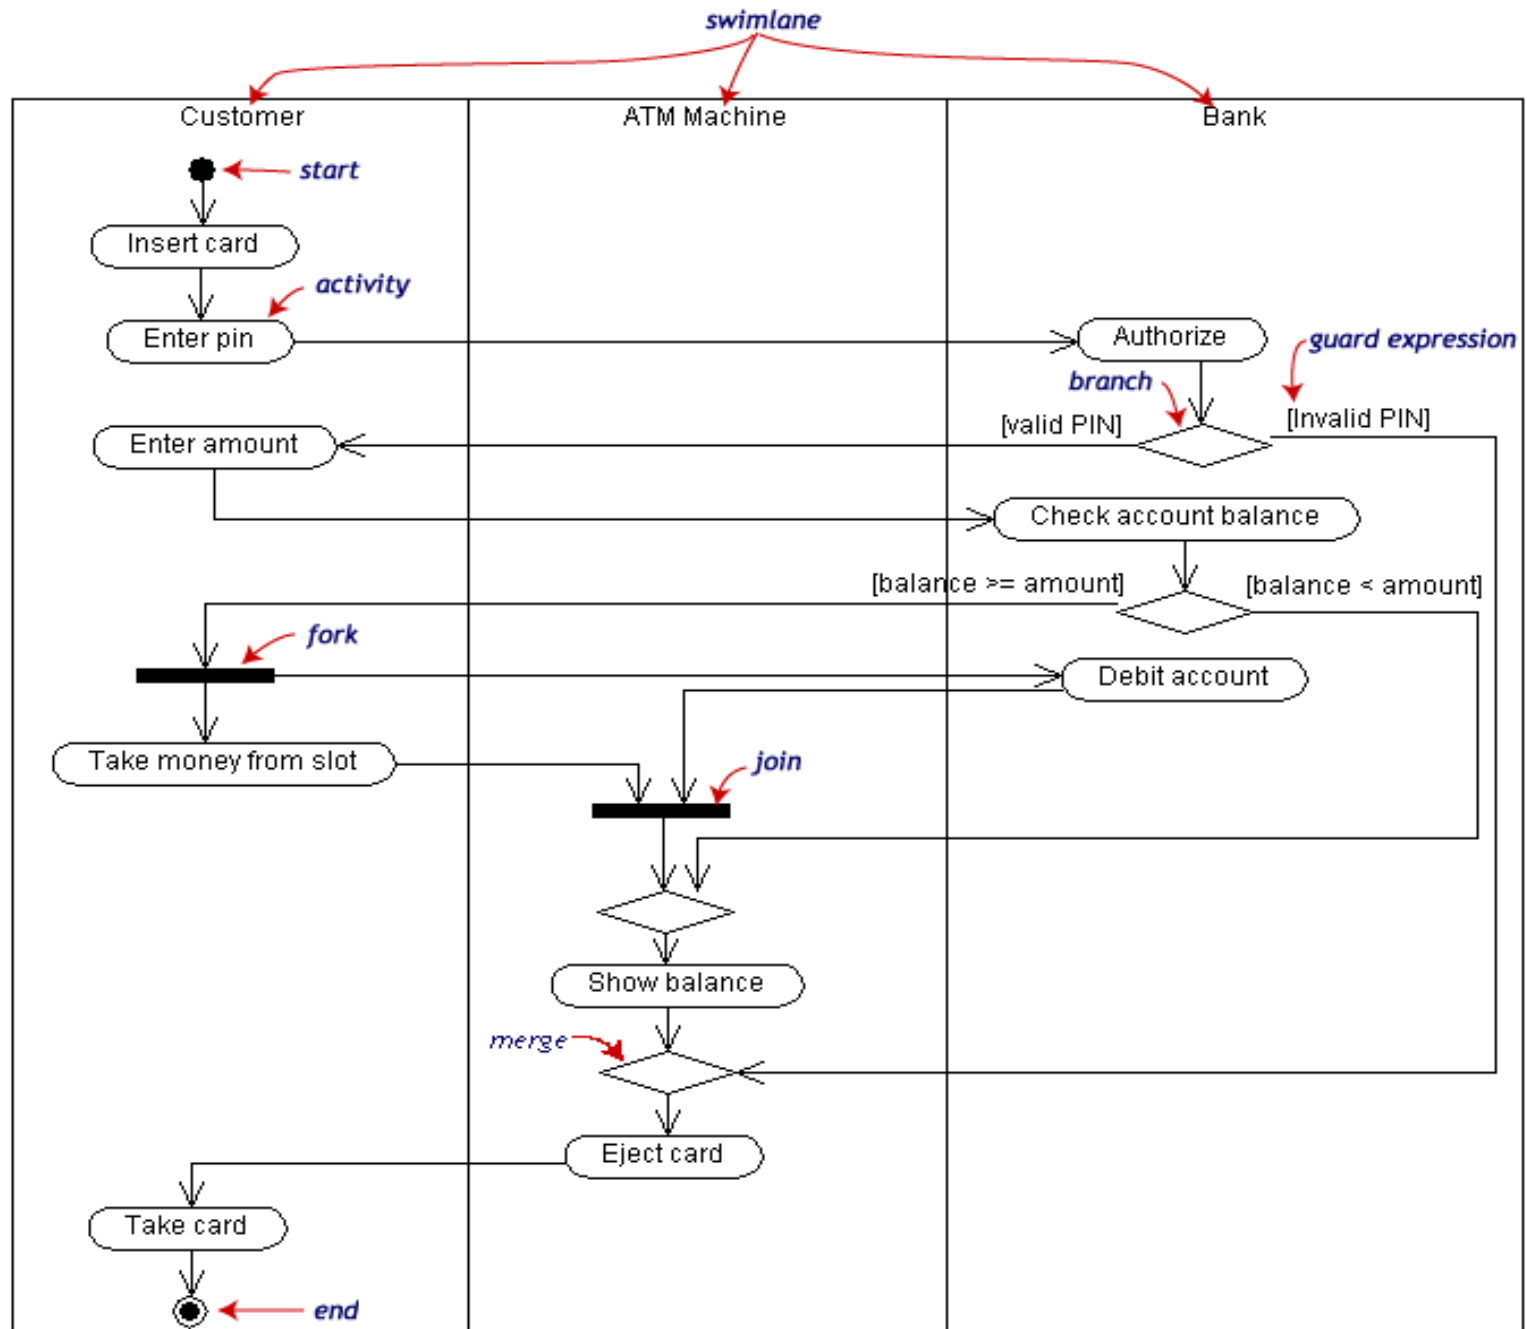 swimlane
Customer
ATM Machine
Bank
start
Insert card
activity
Enter pin
Authorize
guard expression
branch
[valid PIN]
[Invalid PIN]
Enter amount
Check account balance
[balance >= amount]
[balance < amount]
fork
Debit account
Take money from slot
join
Show balance
merge
Eject card
Take card
end